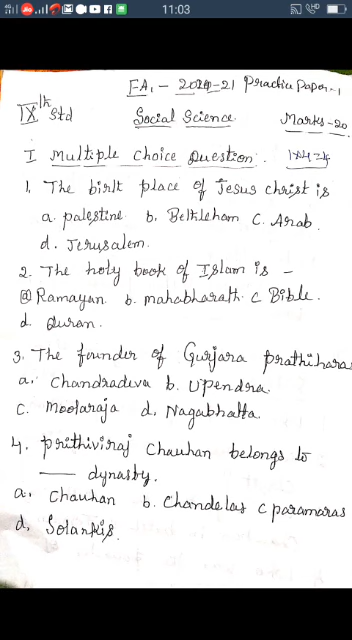 11:03
FA1 - 2020-21 Practice Paper-1
IXth Std
Social Science
Marks-20
I Multiple Choice Question. 1x4=4
1. The birlt place of Jesus christ is
a. palestine b. Belhleham C. Arab.
d. Jerusalem.
2. The holy book of Islam is -
@ Ramayan. b. mahabharath. c Bible.
d. Quran.
3. The founder of Gurjara prathihara
a. Chandradeva b. Upendra.
c. Moolaraja d. Nagabhatta.
4. prithiviraj Chauhan belongs to
— dynasty.
a. Chauhan b. Chandelas c paramaras
d. Solankis.